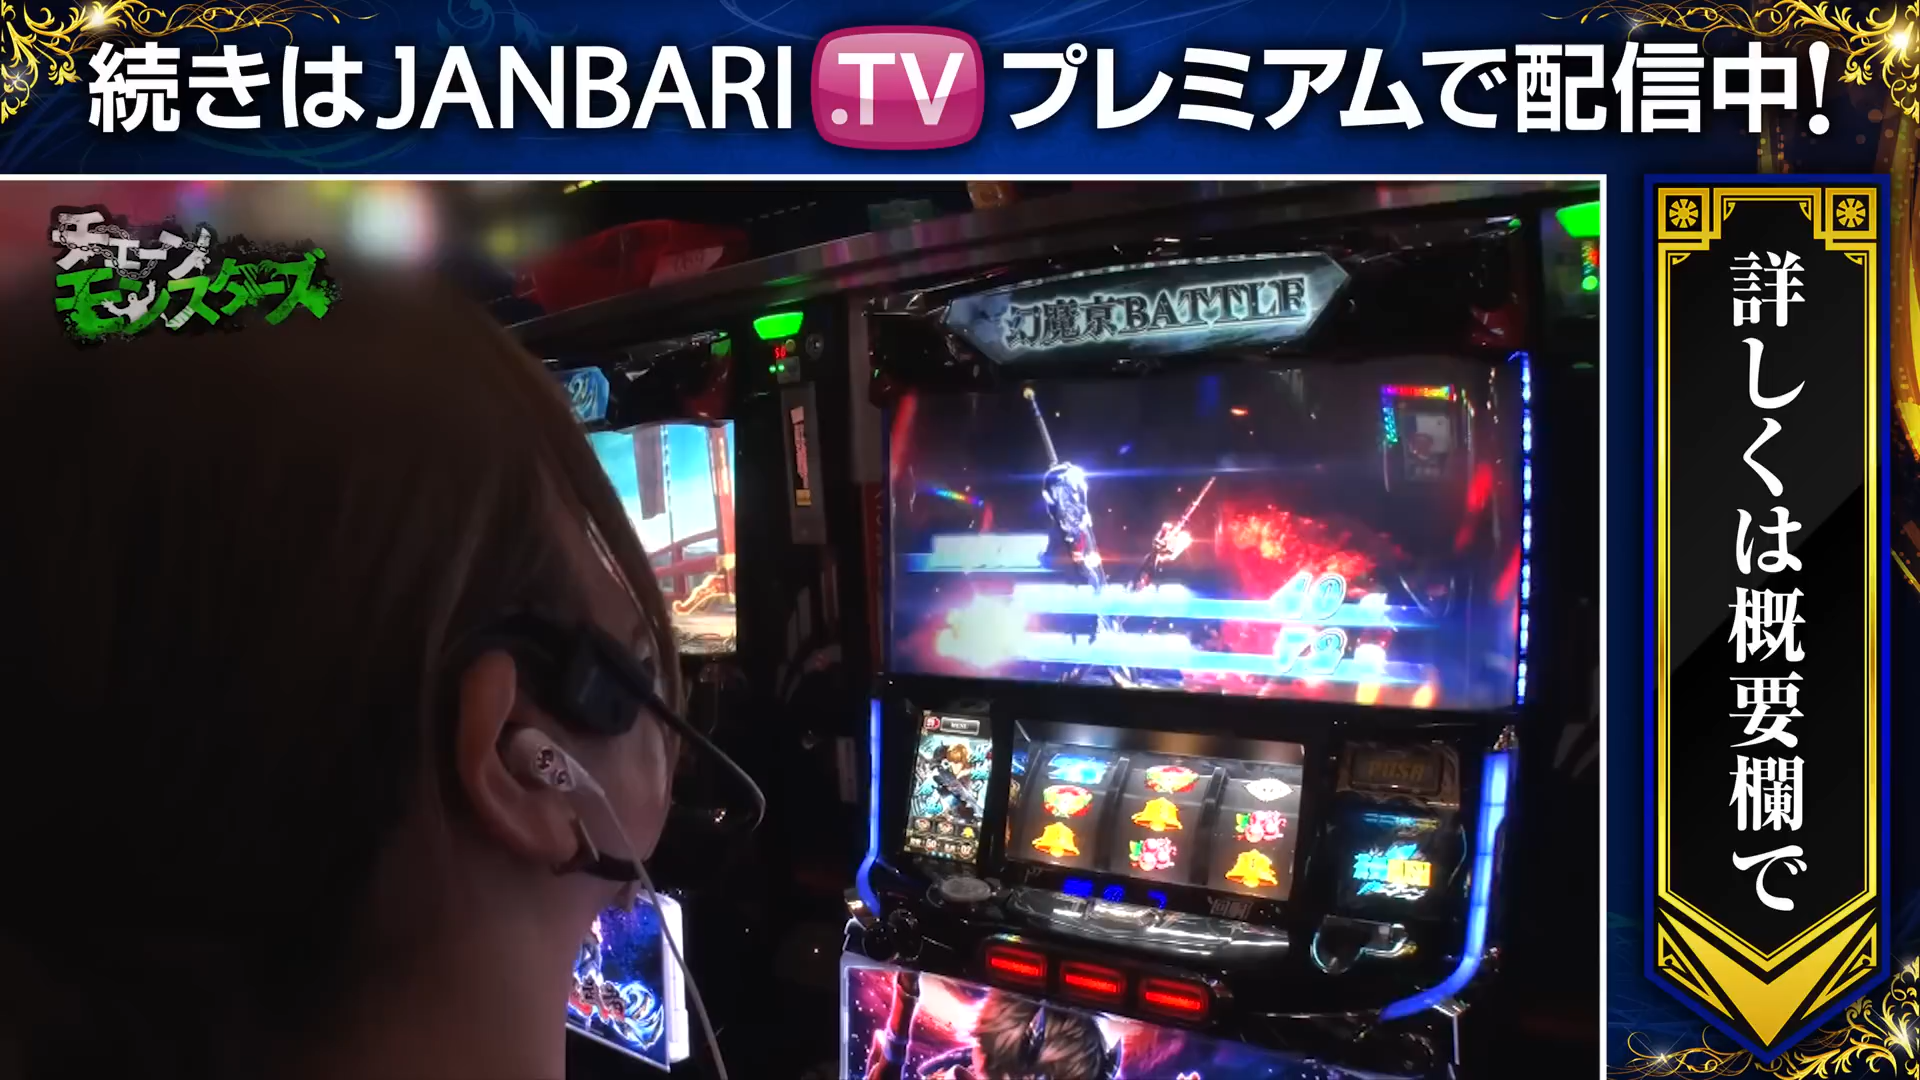 続きはJANBARI.TVプレミアムで配信中!
チェーン
モンスターズ
幻魔京BATTLE
詳しくは概要欄で
MENU
PUSH